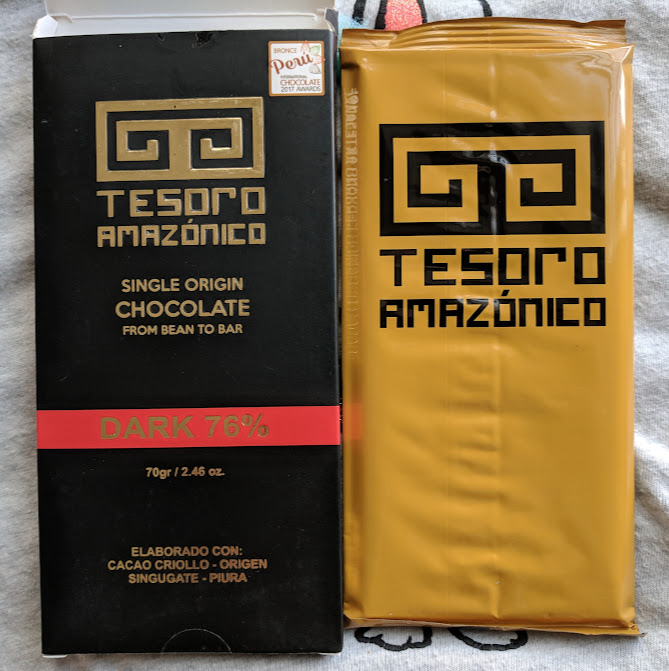 BRONCE
Perú
INTERNATIONAL
CHOCOLATE
2017 AWARDS
TESORO
AMAZÓNICO
SINGLE ORIGIN
CHOCOLATE
FROM BEAN TO BAR
DARK 76%
70gr / 2.46 oz.
ELABORADO CON:
CACAO CRIOLLO - ORIGEN
SINGUGATE - PIURA
TESORO
AMAZÓNICO